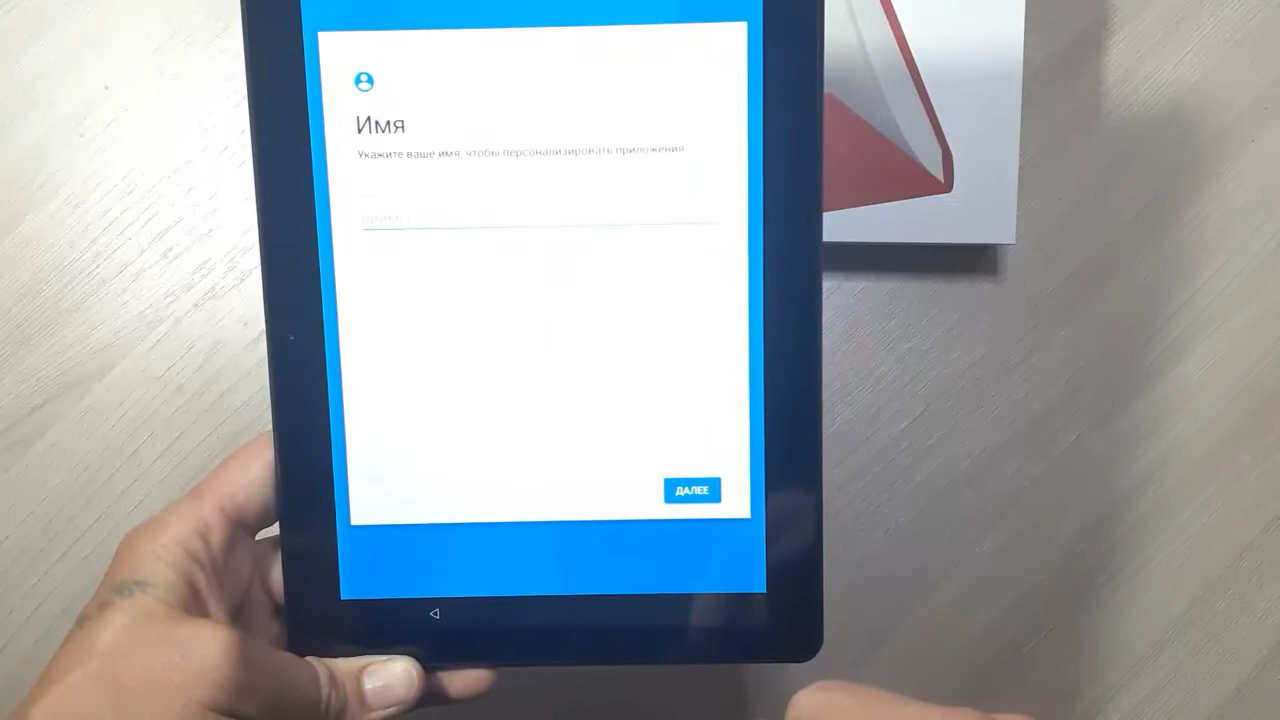 Имя
Укажите ваше имя, чтобы персонализировать приложения
ДАЛЕЕ